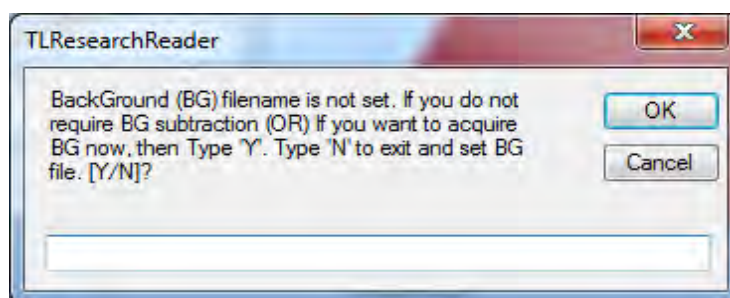 TLResearchReader
BackGround (BG) filename is not set. If you do not
require BG subtraction (OR) If you want to acquire
BG now, then Type 'Y'. Type 'N' to exit and set BG
file. [Y/N]?
OK
Cancel